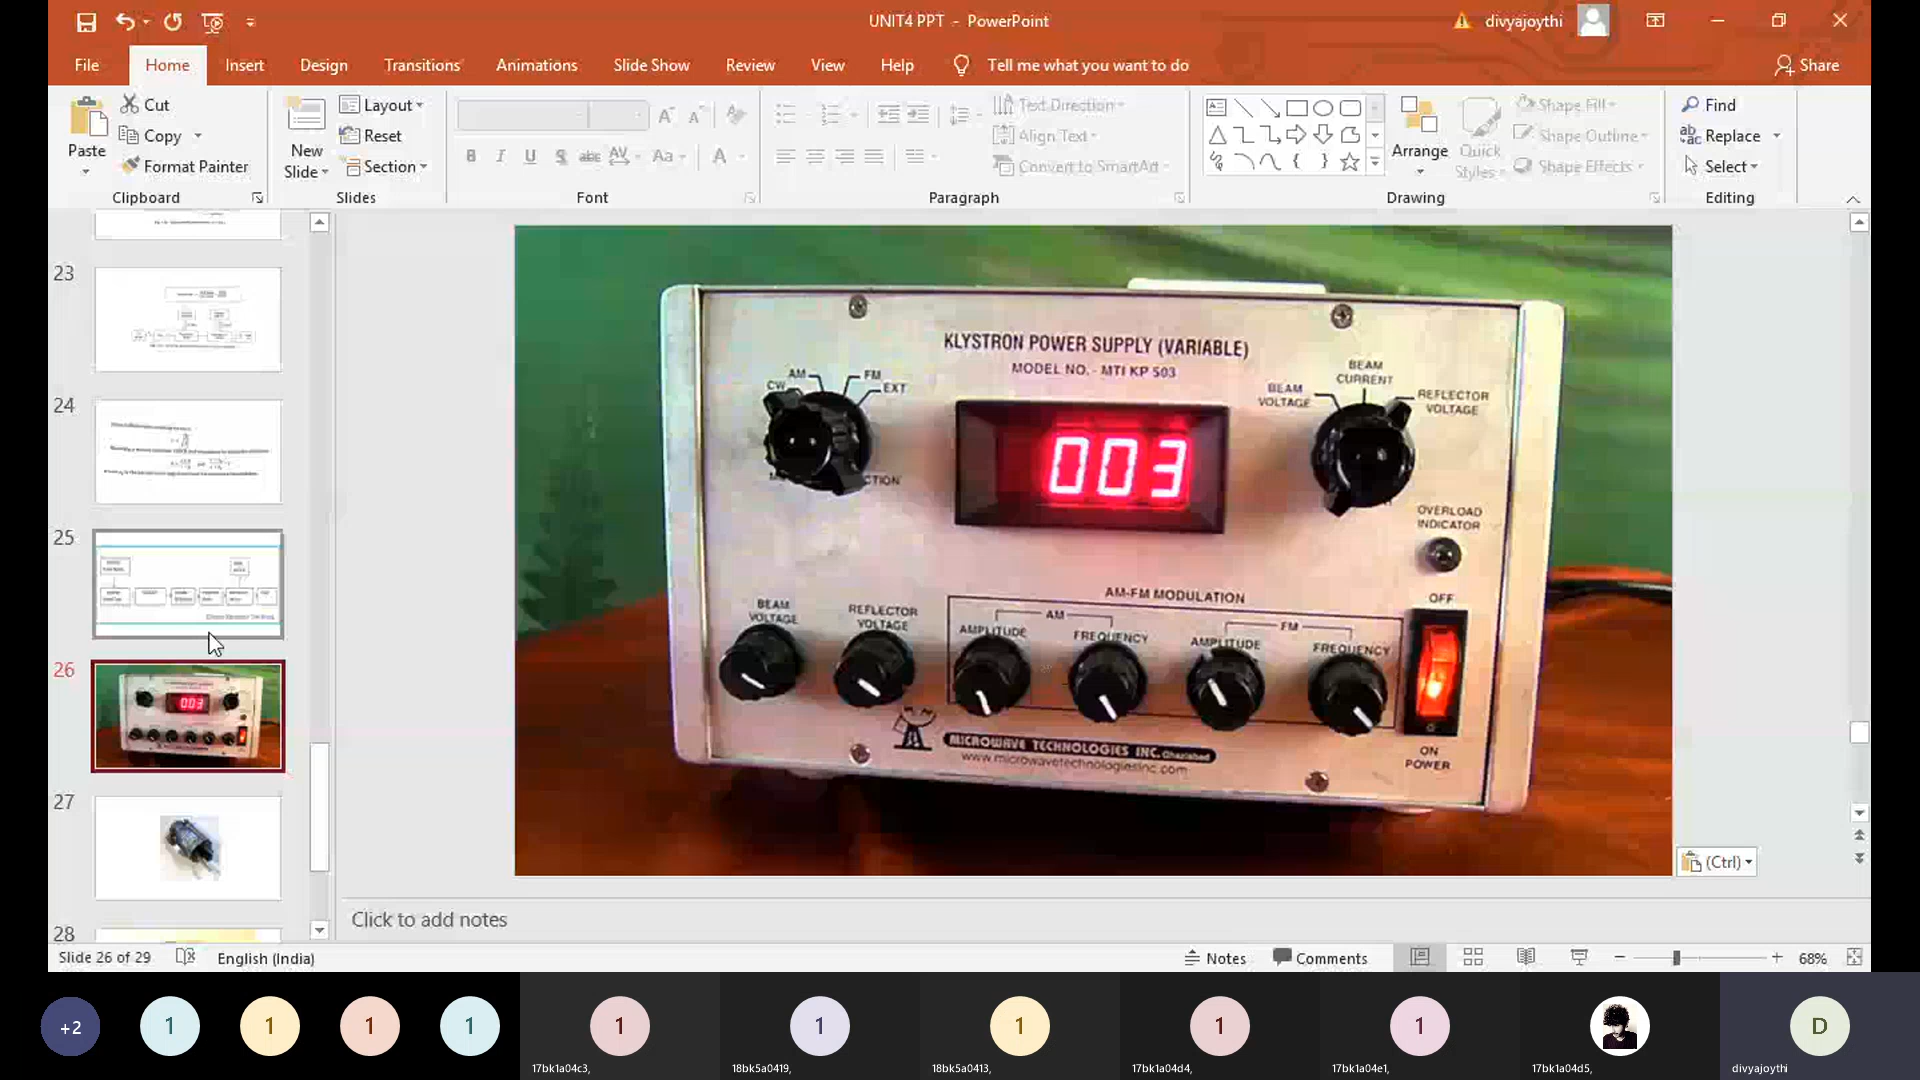 UNIT4 PPT - PowerPoint
divyajoythi
File
Home
Insert
Design
Transitions
Animations
Slide Show
Review
View
Help
Tell me what you want to do
Share
Paste
Cut
Copy
Format Painter
Clipboard
New
Slide
Layout
Reset
Section
Slides
B I U S abc AV Aa A
Font
Text Direction
Align Text
Convert to SmartArt
Paragraph
Arrange
Quick
Styles
Shape Fill
Shape Outline
Shape Effects
Drawing
Find
Replace
Select
Editing
23
24
25
26
27
28
KLYSTRON POWER SUPPLY (VARIABLE)
MODEL NO.- MTI KP 503
CW
AM
FM
EXT
003
BEAM
VOLTAGE
BEAM
CURRENT
REFLECTOR
VOLTAGE
OVERLOAD
INDICATOR
OFF
ON
POWER
BEAM
VOLTAGE
REFLECTOR
VOLTAGE
AM-FM MODULATION
AM
AMPLITUDE
FREQUENCY
FM
AMPLITUDE
FREQUENCY
MICROWAVE TECHNOLOGIES INC. Ghaziabad
www.microwavetechnologiesinc.com
(Ctrl)
Click to add notes
Slide 26 of 29
English (India)
Notes
Comments
68%
+2
1
1
1
1
1
17bk1a04c3,
1
18bk5a0419,
1
18bk5a0413,
1
17bk1a04d4,
1
17bk1a04e1,
17bk1a04d5,
D
divyajoythi